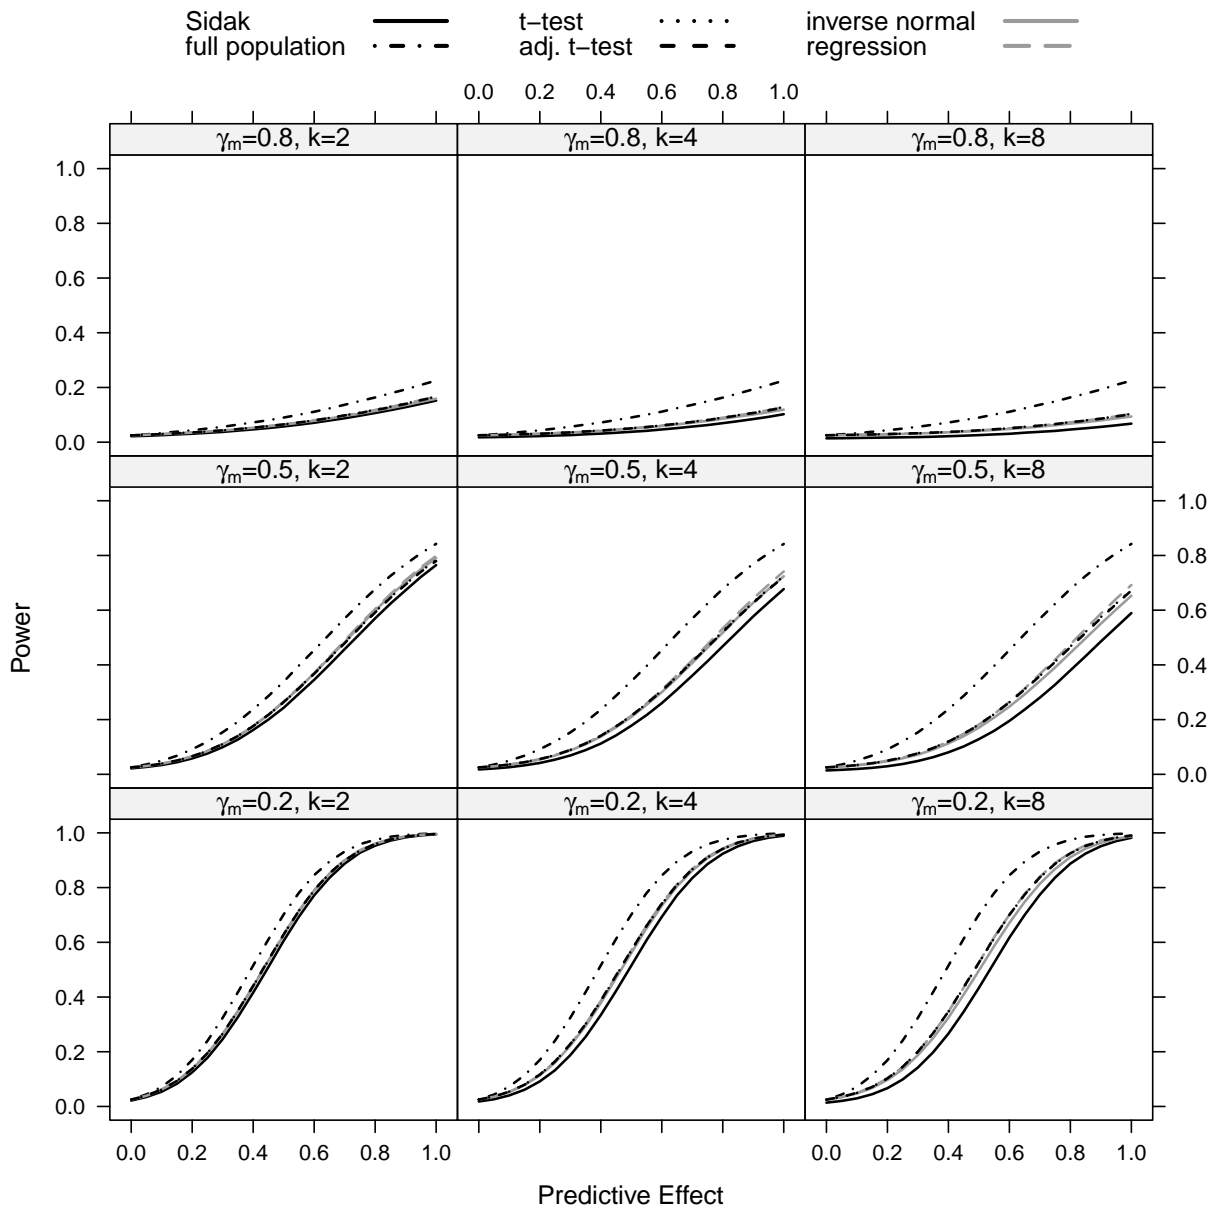 Sidak t−test inverse normal
full population adj. t−test regression
0.0 0.2 0.4 0.6 0.8 1.0
γm=0.8, k=2 γm=0.8, k=4 γm=0.8, k=8
1.0
0.8
0.6
0.4
0.2
0.0
γm=0.5, k=2 γm=0.5, k=4 γm=0.5, k=8
1.0
0.8
0.6
0.4
0.2
0.0
Power
γm=0.2, k=2 γm=0.2, k=4 γm=0.2, k=8
1.0
0.8
0.6
0.4
0.2
0.0
0.0 0.2 0.4 0.6 0.8 1.0 0.0 0.2 0.4 0.6 0.8 1.0
Predictive Effect